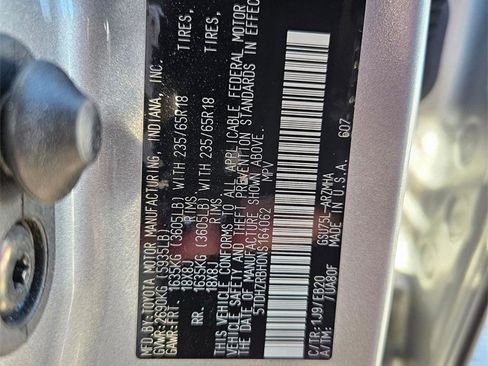 MFD. BY: TOYOTA MOTOR MANUFACTURING, INDIANA, INC.
GVWR: 2690KG (5935LB)
GAWR: FRT- 1635KG (3605LB) WITH 235/65R18 TIRES,
18X8J RIMS
RR. 1635KG (3605LB) WITH 235/65R18 TIRES,
18X8J RIMS
THIS VEHICLE CONFORMS TO ALL APPLICABLE FEDERAL MOTOR
VEHICLE SAFETY AND THEFT PREVENTION STANDARDS IN EFFECT
ON THE DATE OF MANUFACTURE SHOWN ABOVE.
5TDHZRBH0NS164062 MPV
C/TR: 1J9/EB20 GSU75L-ARZMHA
A/TM: /UA80F MADE IN U.S.A. 607